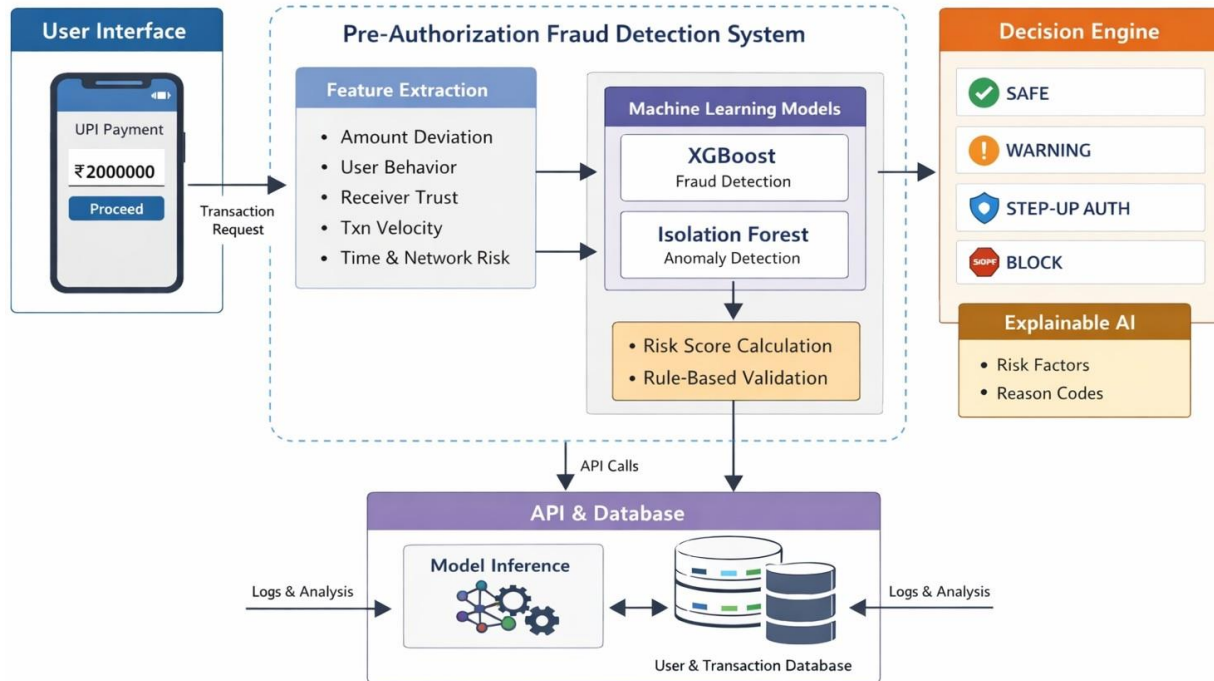 User Interface
UPI Payment
₹2000000
Proceed
Transaction
Request
Pre-Authorization Fraud Detection System
Feature Extraction
• Amount Deviation
• User Behavior
• Receiver Trust
• Txn Velocity
• Time & Network Risk
Machine Learning Models
XGBoost
Fraud Detection
Isolation Forest
Anomaly Detection
• Risk Score Calculation
• Rule-Based Validation
Decision Engine
SAFE
WARNING
STEP-UP AUTH
BLOCK
Explainable AI
• Risk Factors
• Reason Codes
API Calls
API & Database
Model Inference
Logs & Analysis
Logs & Analysis
User & Transaction Database